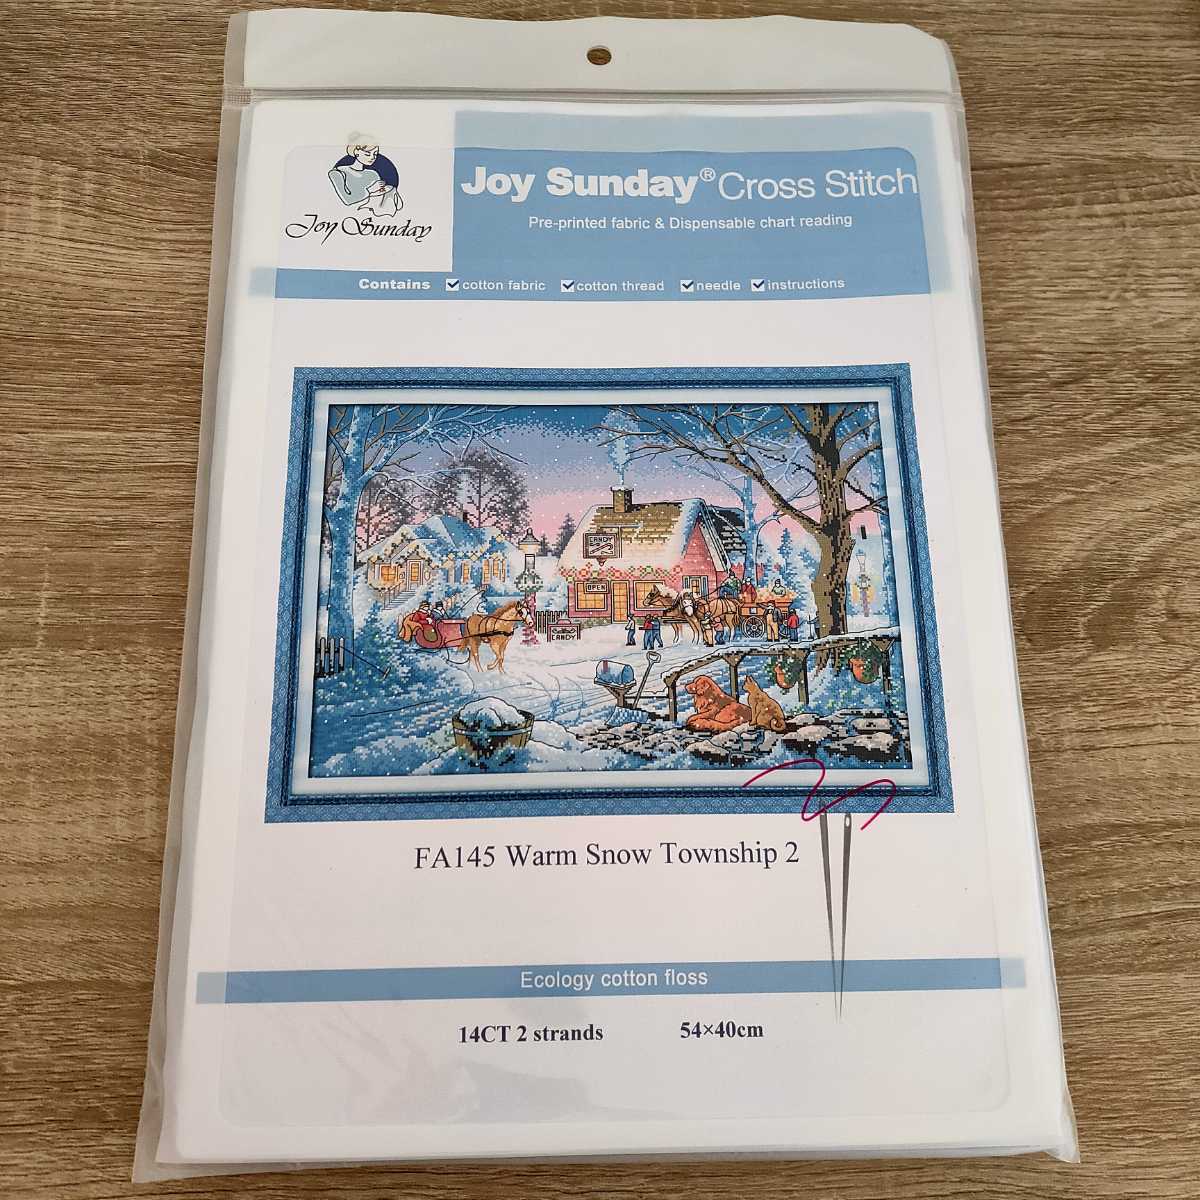 Joy Sunday
Joy Sunday® Cross Stitch
Pre-printed fabric & Dispensable chart reading
Contains cotton fabric cotton thread needle instructions
CANDY
OPEN
CANDY
FA145 Warm Snow Township 2
Ecology cotton floss
14CT 2 strands 54×40cm